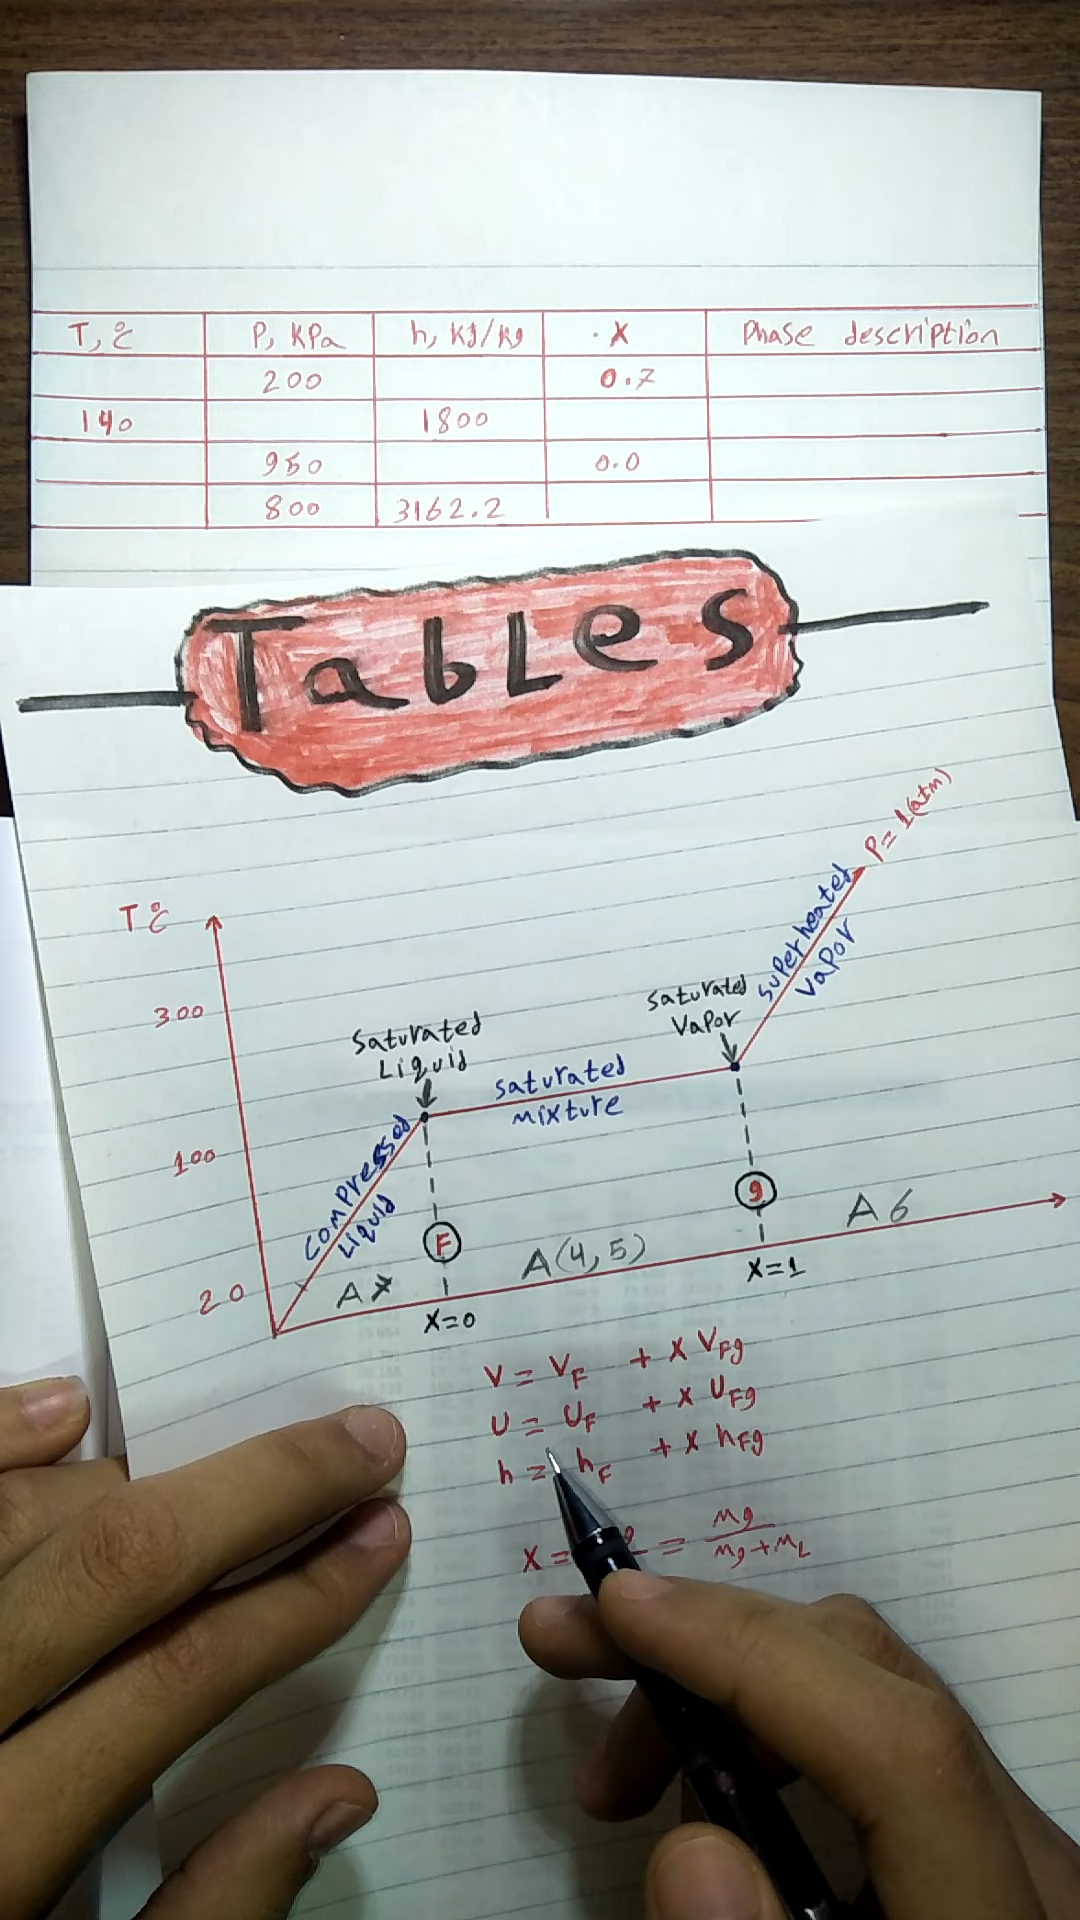 T, °C P, KPa h, KJ/Kg . X Phase description
200 0.7
140 1800
950 0.0
800 3162.2
Tables
P= 1(atm)
T °C
superheated
vapor
300
Saturated
Liquid
saturated
Vapor
saturated
mixture
compressed
Liquid
100
20
F
g
A7
A(4,5)
A6
X=0
X=1
V = VF + X VFg
U = UF + X UFg
h = hF + X hFg
X = = mg / mg+mL